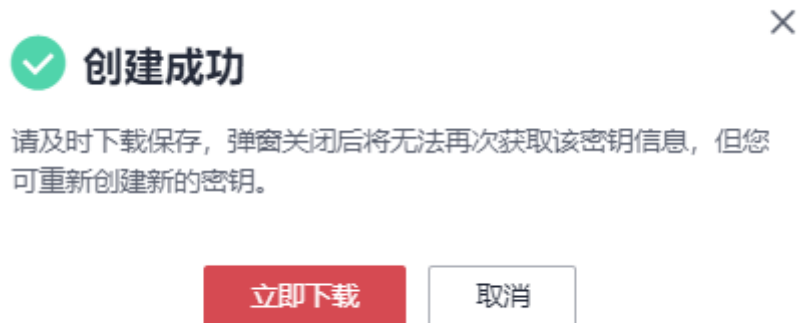 创建成功
请及时下载保存，弹窗关闭后将无法再次获取该密钥信息，但您
可重新创建新的密钥。
立即下载
取消